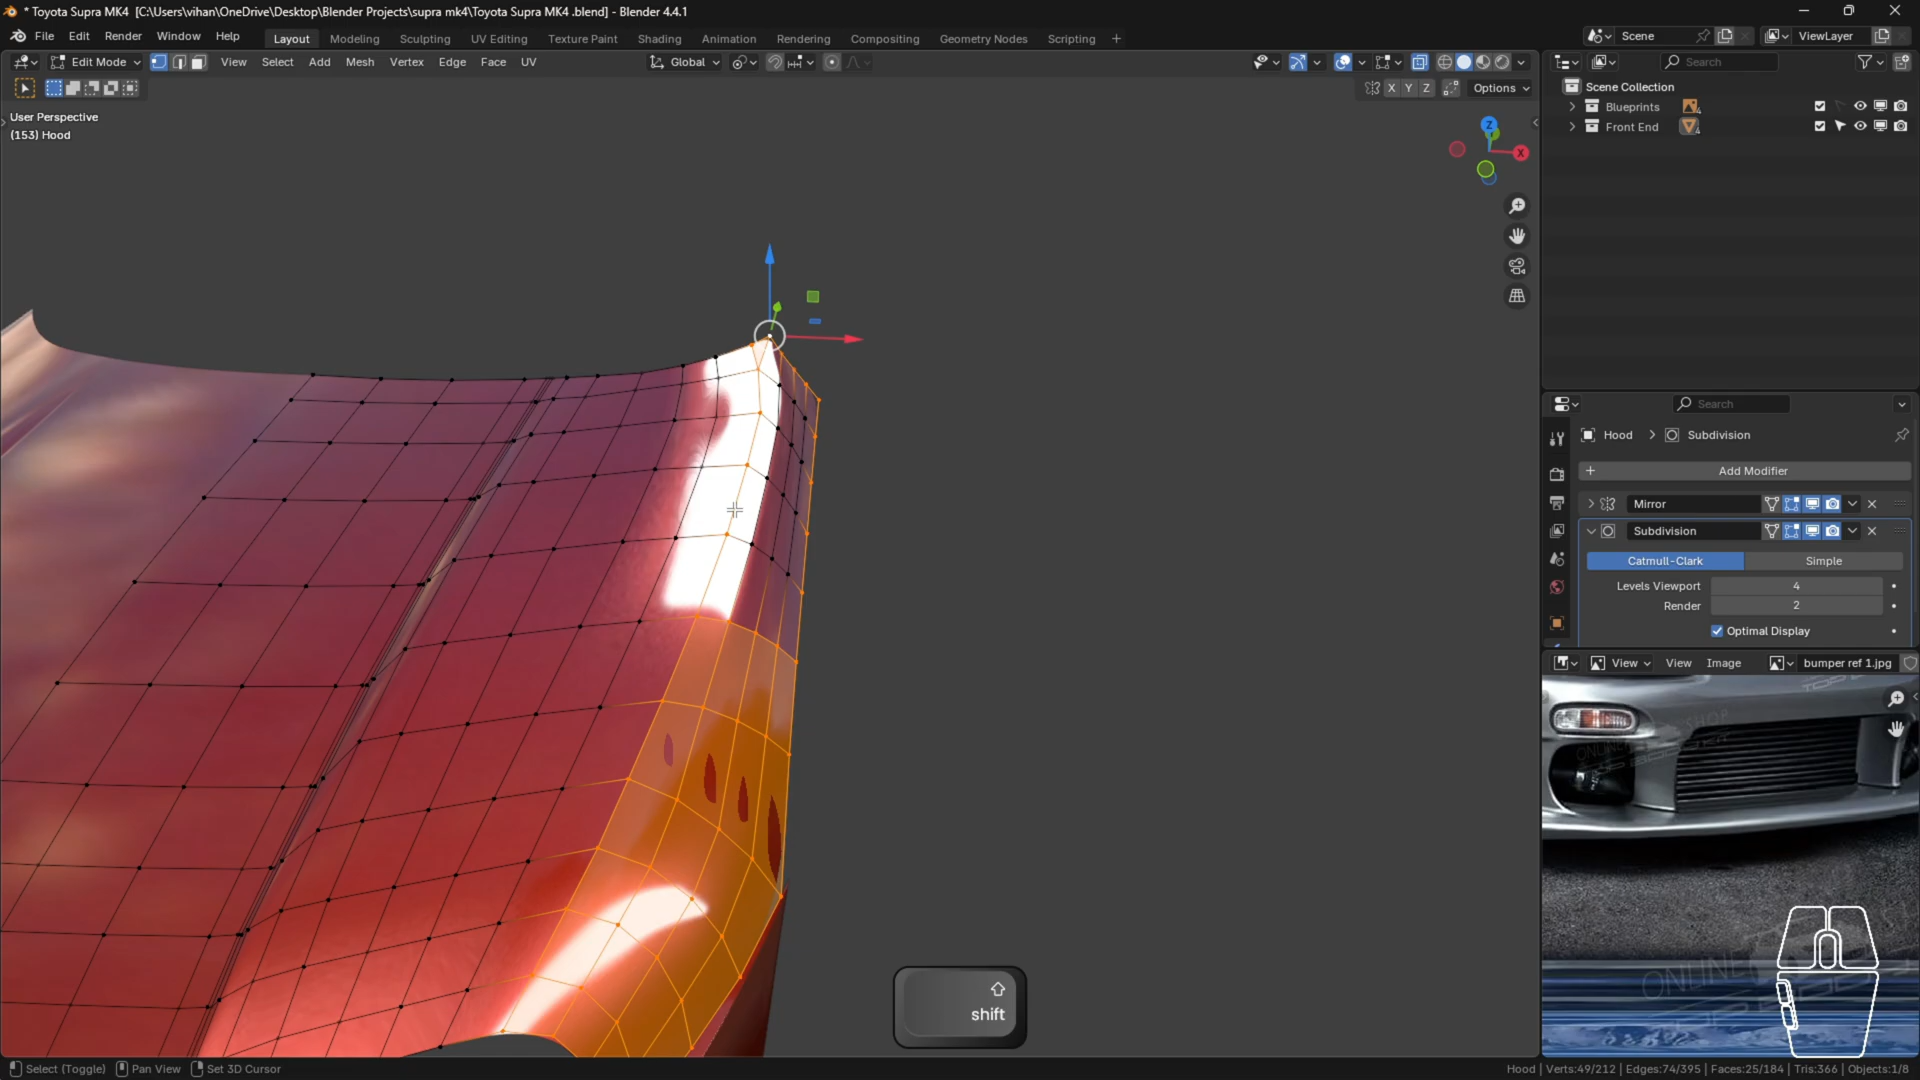 * Toyota Supra MK4 [C:\Users\vihan\OneDrive\Desktop\Blender Projects\supra mk4\Toyota Supra MK4 .blend] - Blender 4.4.1
File Edit Render Window Help Layout Modeling Sculpting UV Editing Texture Paint Shading Animation Rendering Compositing Geometry Nodes Scripting + Scene ViewLayer
Edit Mode View Select Add Mesh Vertex Edge Face UV Global
Search
X Y Z Options
Scene Collection
Blueprints 4
Front End 4
User Perspective
(153) Hood
Z
X
Search
Hood > Subdivision
+ Add Modifier
Mirror
Subdivision
Catmull-Clark Simple
Levels Viewport 4
Render 2
Optimal Display
View View Image bumper ref 1.jpg
shift
Select (Toggle) Pan View Set 3D Cursor
Hood | Verts:49/212 | Edges:74/395 | Faces:25/184 | Tris:366 | Objects:1/8